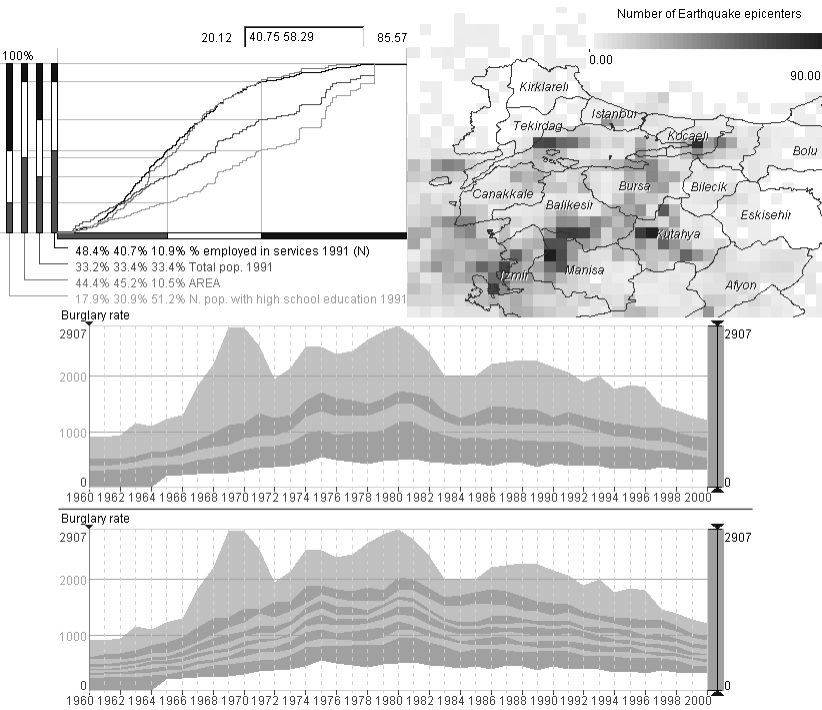 20.12 40.75 58.29 85.57
100%
48.4% 40.7% 10.9% % employed in services 1991 (N)
33.2% 33.4% 33.4% Total pop. 1991
44.4% 45.2% 10.5% AREA
17.9% 30.9% 51.2% N. pop. with high school education 1991
Number of Earthquake epicenters
0.00
90.00
Kirklareli
Istanbul
Tekirdag
Kocaeli
Bolu
Canakkale
Bursa
Bilecik
Balikesir
Eskisehir
Kutahya
Izmir
Manisa
Afyon
Burglary rate
2907 2907
2000
1000
0 0
1960 1962 1964 1966 1968 1970 1972 1974 1976 1978 1980 1982 1984 1986 1988 1990 1992 1994 1996 1998 2000
Burglary rate
2907 2907
2000
1000
0 0
1960 1962 1964 1966 1968 1970 1972 1974 1976 1978 1980 1982 1984 1986 1988 1990 1992 1994 1996 1998 2000